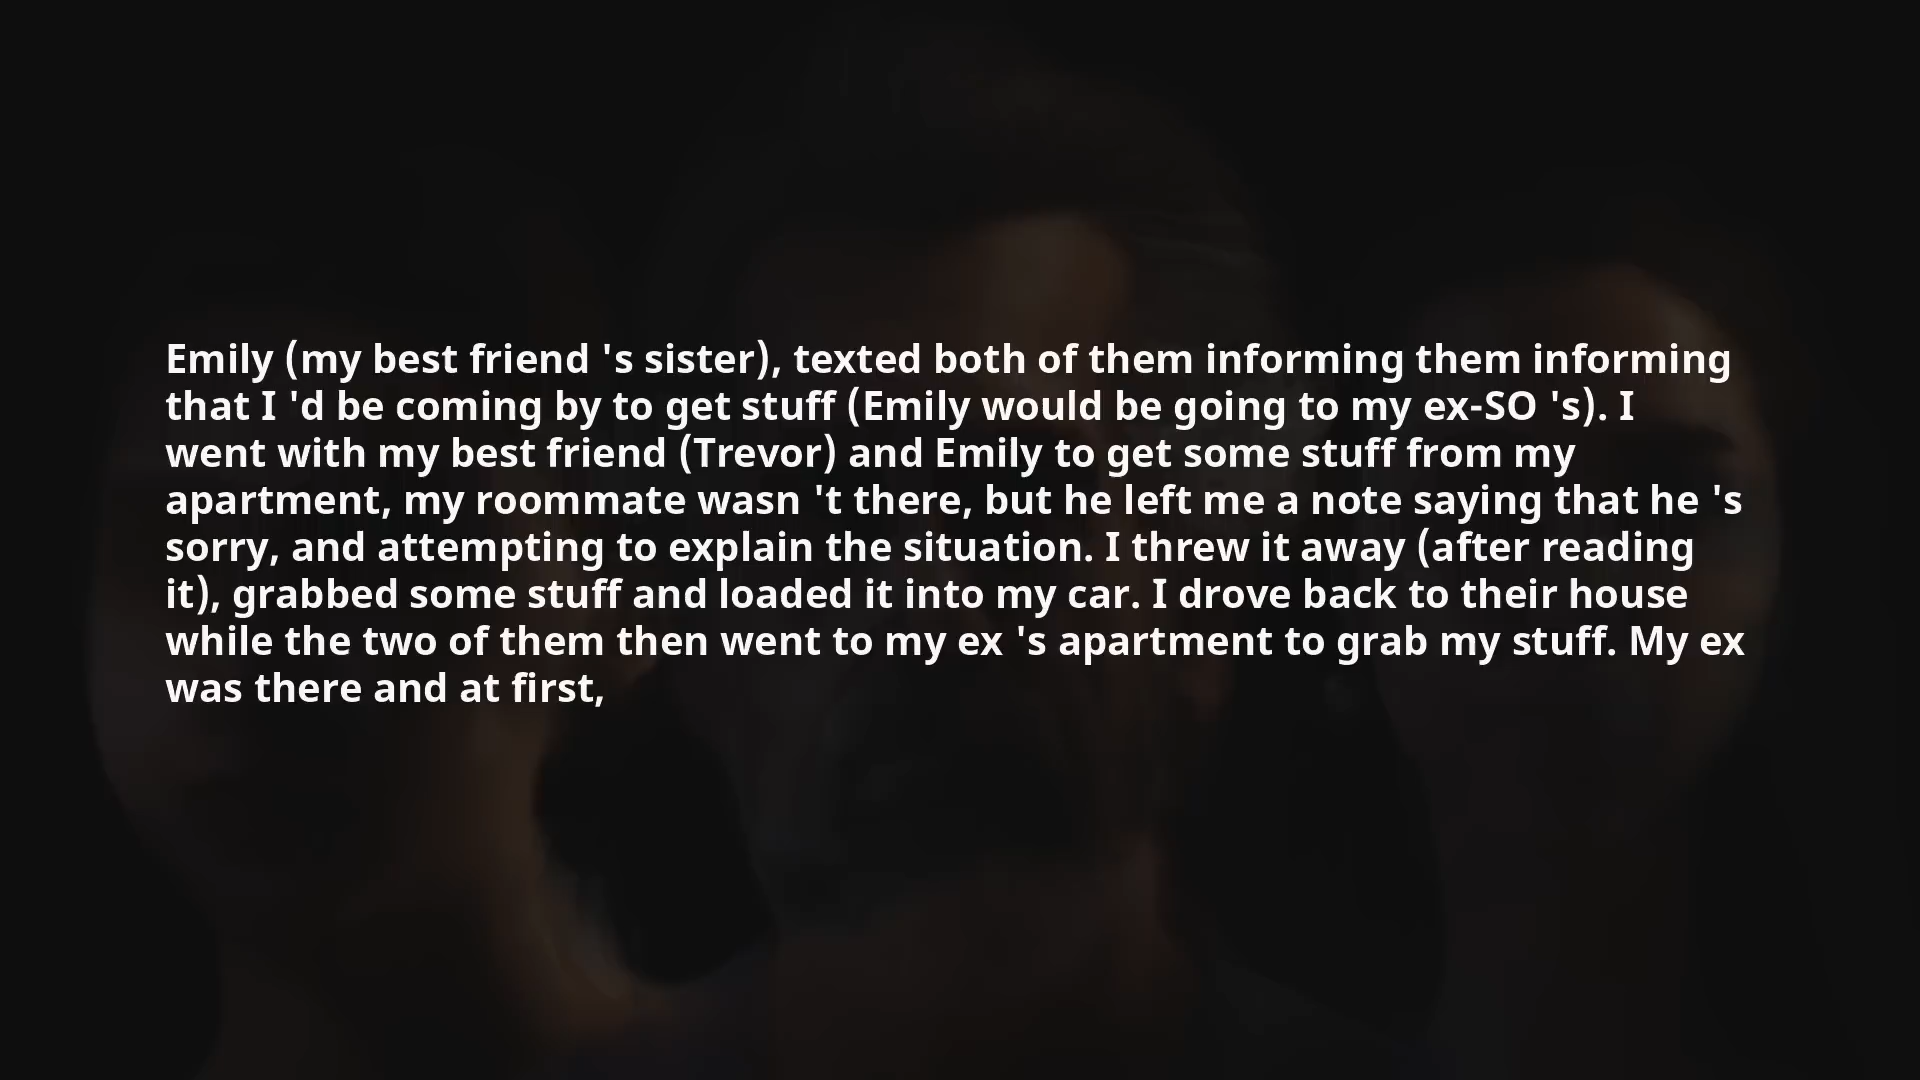 Emily (my best friend 's sister), texted both of them informing them informing
that I 'd be coming by to get stuff (Emily would be going to my ex-SO 's). I
went with my best friend (Trevor) and Emily to get some stuff from my
apartment, my roommate wasn 't there, but he left me a note saying that he 's
sorry, and attempting to explain the situation. I threw it away (after reading
it), grabbed some stuff and loaded it into my car. I drove back to their house
while the two of them then went to my ex 's apartment to grab my stuff. My ex
was there and at first,